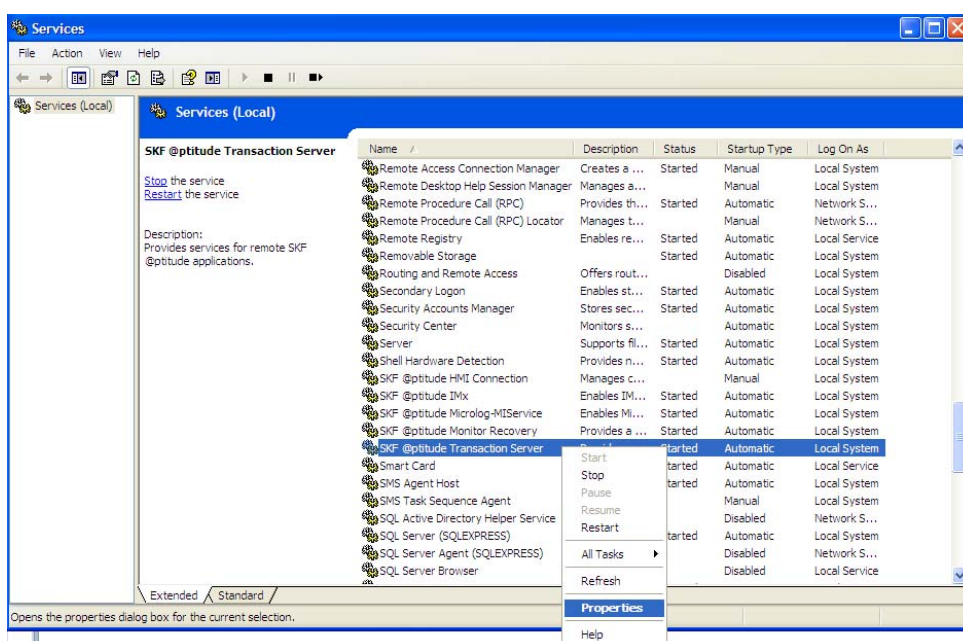 Services
File Action View Help
Services (Local)
Services (Local)
SKF @ptitude Transaction Server
Stop the service
Restart the service
Description:
Provides services for remote SKF
@ptitude applications.
Name / Description Status Startup Type Log On As
Remote Access Connection Manager Creates a ... Started Manual Local System
Remote Desktop Help Session Manager Manages a... Manual Local System
Remote Procedure Call (RPC) Provides th... Started Automatic Network S...
Remote Procedure Call (RPC) Locator Manages t... Manual Network S...
Remote Registry Enables re... Started Automatic Local Service
Removable Storage Started Automatic Local System
Routing and Remote Access Offers rout... Disabled Local System
Secondary Logon Enables st... Started Automatic Local System
Security Accounts Manager Stores sec... Started Automatic Local System
Security Center Monitors s... Automatic Local System
Server Supports fil... Started Automatic Local System
Shell Hardware Detection Provides n... Started Automatic Local System
SKF @ptitude HMI Connection Manages c... Manual Local System
SKF @ptitude IMx Enables IM... Started Automatic Local System
SKF @ptitude Microlog-MIService Enables Mi... Started Automatic Local System
SKF @ptitude Monitor Recovery Provides a ... Started Automatic Local System
SKF @ptitude Transaction Server Started Automatic Local System
Smart Card tarted Automatic Local Service
SMS Agent Host tarted Automatic Local System
SMS Task Sequence Agent Manual Local System
SQL Active Directory Helper Service Disabled Network S...
SQL Server (SQLEXPRESS) tarted Automatic Local System
SQL Server Agent (SQLEXPRESS) Disabled Network S...
SQL Server Browser Disabled Local Service
Start
Stop
Pause
Resume
Restart
All Tasks
Refresh
Properties
Help
Extended Standard
Opens the properties dialog box for the current selection.